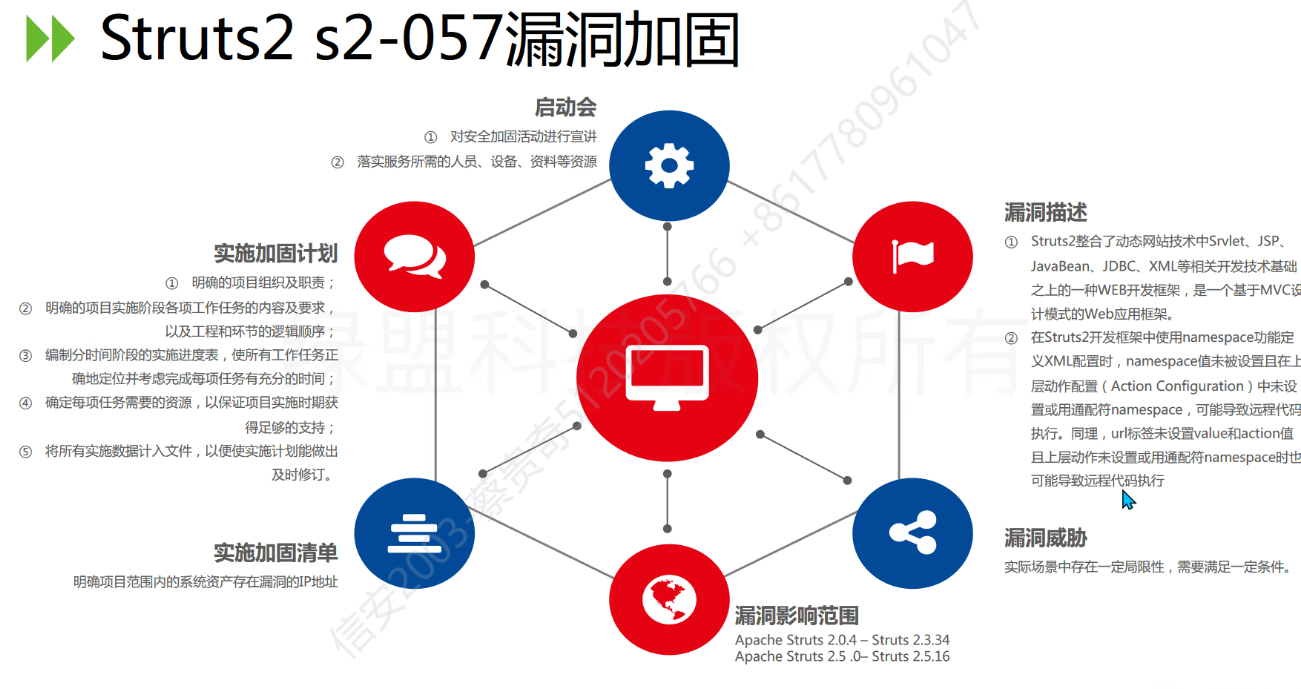 Struts2 s2-057漏洞加固
启动会
① 对安全加固活动进行宣讲
② 落实服务所需的人员、设备、资料等资源
实施加固计划
① 明确的项目组织及职责；
② 明确的项目实施阶段各项工作任务的内容及要求，
以及工程和环节的逻辑顺序；
③ 编制分时间阶段的实施进度表，使所有工作任务正
确地定位并考虑完成每项任务有充分的时间；
④ 确定每项任务需要的资源，以保证项目实施时期获
得足够的支持；
⑤ 将所有实施数据计入文件，以便使实施计划能做出
及时修订。
实施加固清单
明确项目范围内的系统资产存在漏洞的IP地址
漏洞描述
① Struts2整合了动态网站技术中Srvlet、JSP、
JavaBean、JDBC、XML等相关开发技术基础
之上的一种WEB开发框架，是一个基于MVC设
计模式的Web应用框架。
② 在Struts2开发框架中使用namespace功能定
义XML配置时，namespace值未被设置且在上
层动作配置（Action Configuration）中未设
置或用通配符namespace，可能导致远程代码
执行。同理，url标签未设置value和action值
且上层动作未设置或用通配符namespace时也
可能导致远程代码执行
漏洞威胁
实际场景中存在一定局限性，需要满足一定条件。
漏洞影响范围
Apache Struts 2.0.4 – Struts 2.3.34
Apache Struts 2.5 .0– Struts 2.5.16
绿盟科技版权所有
信安2003-蔡贵奇5120205766 +8617780961047